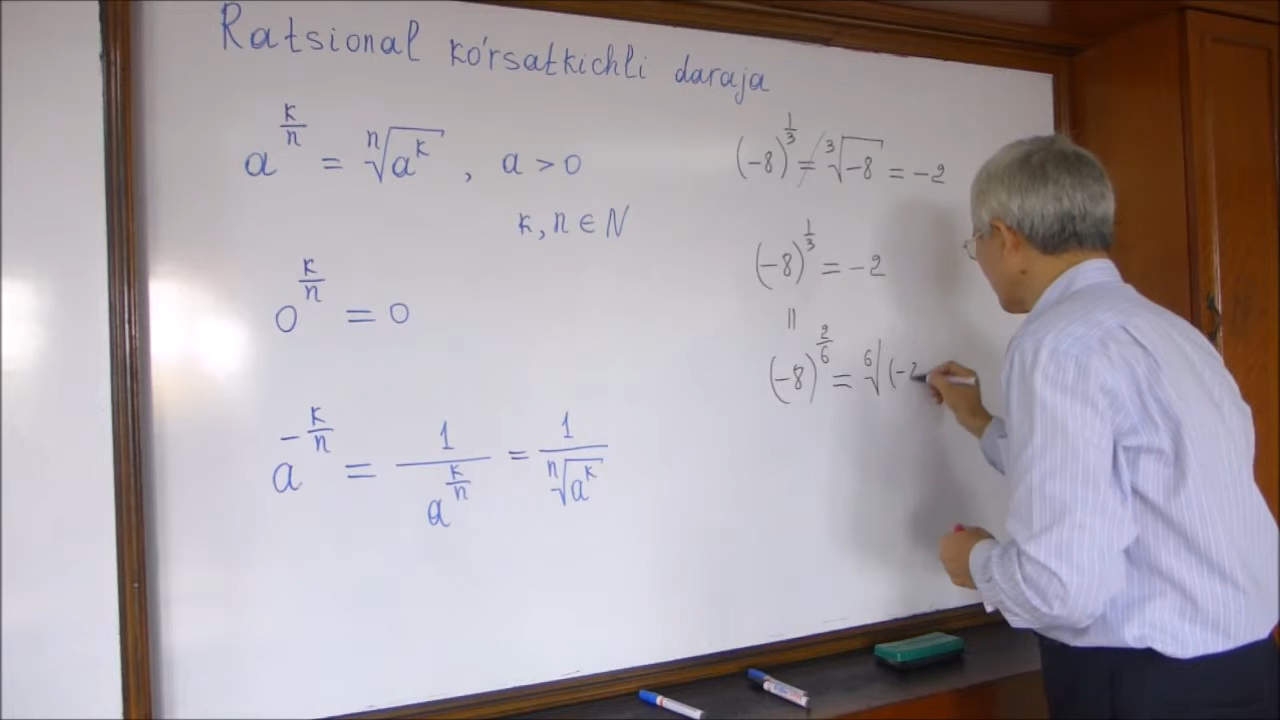 Ratsional ko'rsatkichli daraja
a^(k/n) = ⁿ√(a^k), a > 0
k, n ∈ N
0^(k/n) = 0
a^(-k/n) = 1/a^(k/n) = 1/ⁿ√(a^k)
(-8)^(1/3) ≠ ³√(-8) = -2
(-8)^(1/3) = -2
||
(-8)^(2/6) = ⁶√(-2